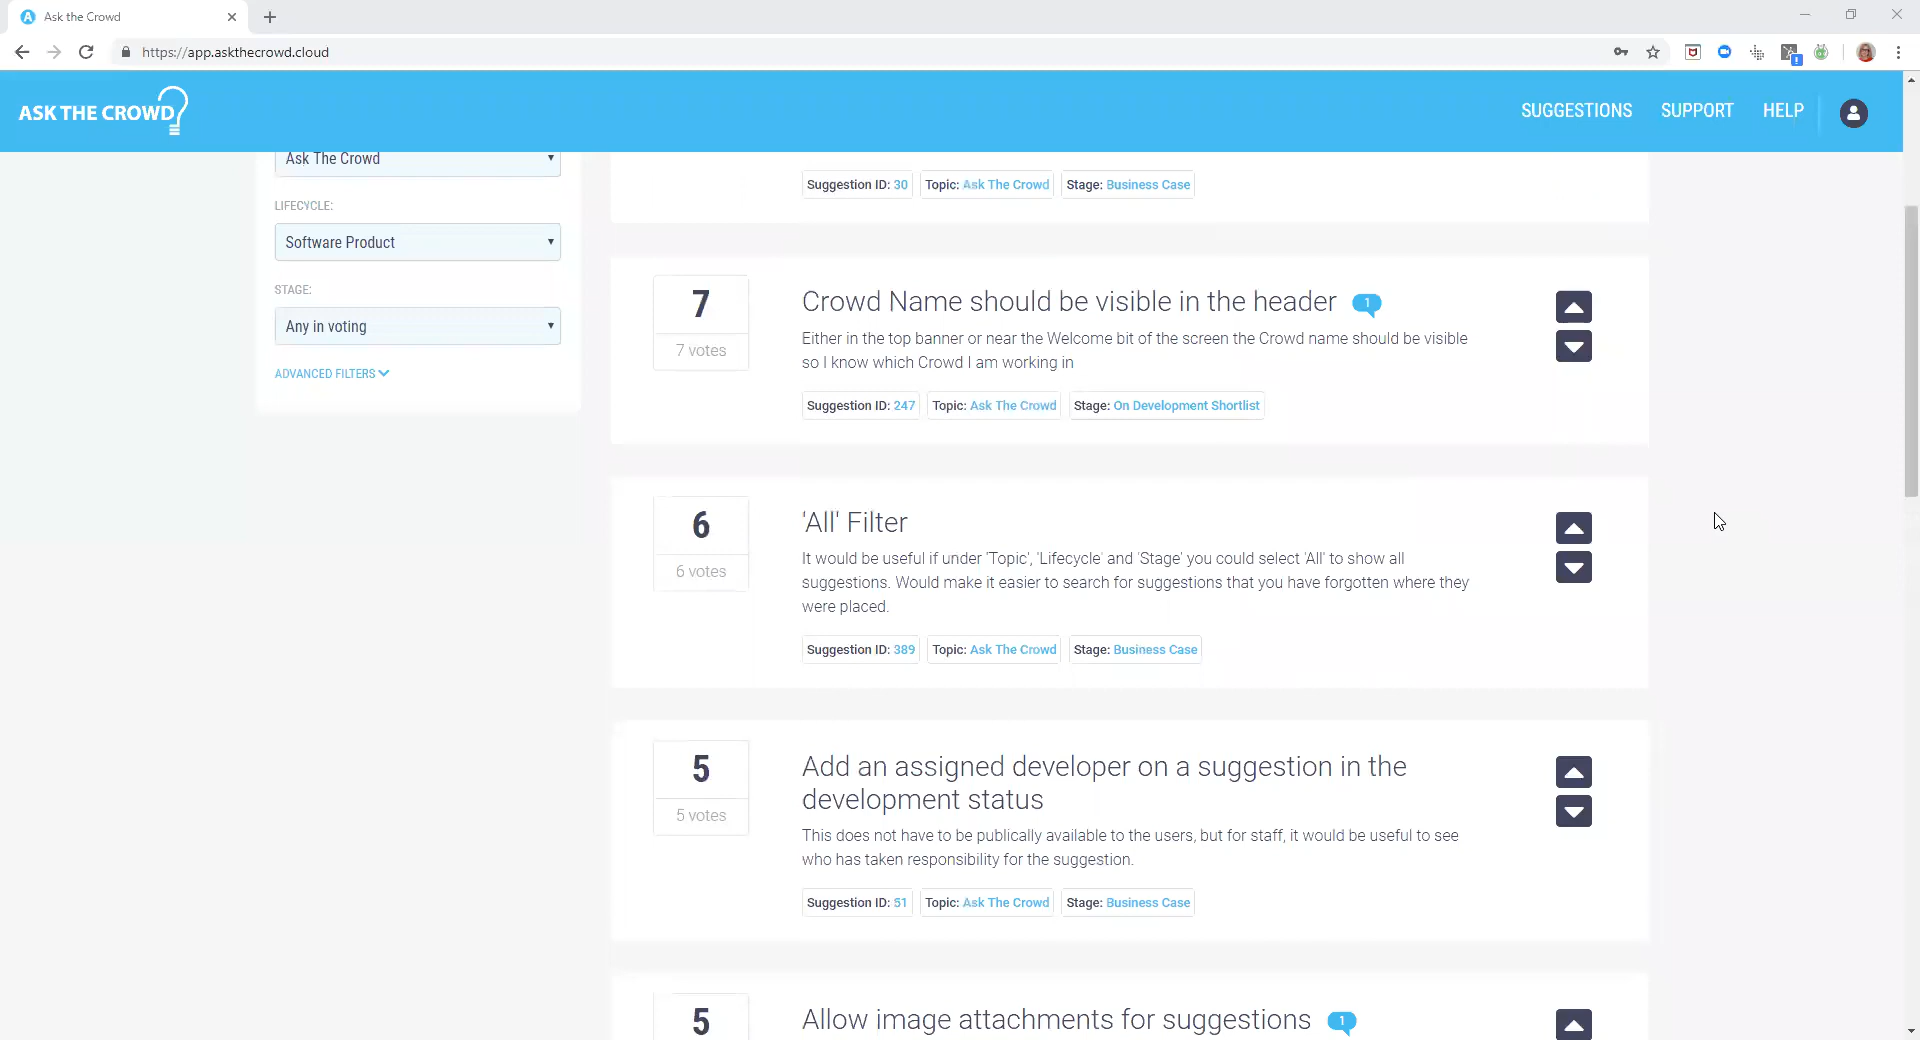 Ask the Crowd
https://app.askthecrowd.cloud
ASK THE CROWD
SUGGESTIONS
SUPPORT
HELP
Ask The Crowd
LIFECYCLE:
Software Product
STAGE:
Any in voting
ADVANCED FILTERS
Suggestion ID: 30 Topic: Ask The Crowd Stage: Business Case
7
7 votes
Crowd Name should be visible in the header 1
Either in the top banner or near the Welcome bit of the screen the Crowd name should be visible
so I know which Crowd I am working in
Suggestion ID: 247 Topic: Ask The Crowd Stage: On Development Shortlist
6
6 votes
'All' Filter
It would be useful if under 'Topic', 'Lifecycle' and 'Stage' you could select 'All' to show all
suggestions. Would make it easier to search for suggestions that you have forgotten where they
were placed.
Suggestion ID: 389 Topic: Ask The Crowd Stage: Business Case
5
5 votes
Add an assigned developer on a suggestion in the
development status
This does not have to be publically available to the users, but for staff, it would be useful to see
who has taken responsibility for the suggestion.
Suggestion ID: 51 Topic: Ask The Crowd Stage: Business Case
5
Allow image attachments for suggestions 1